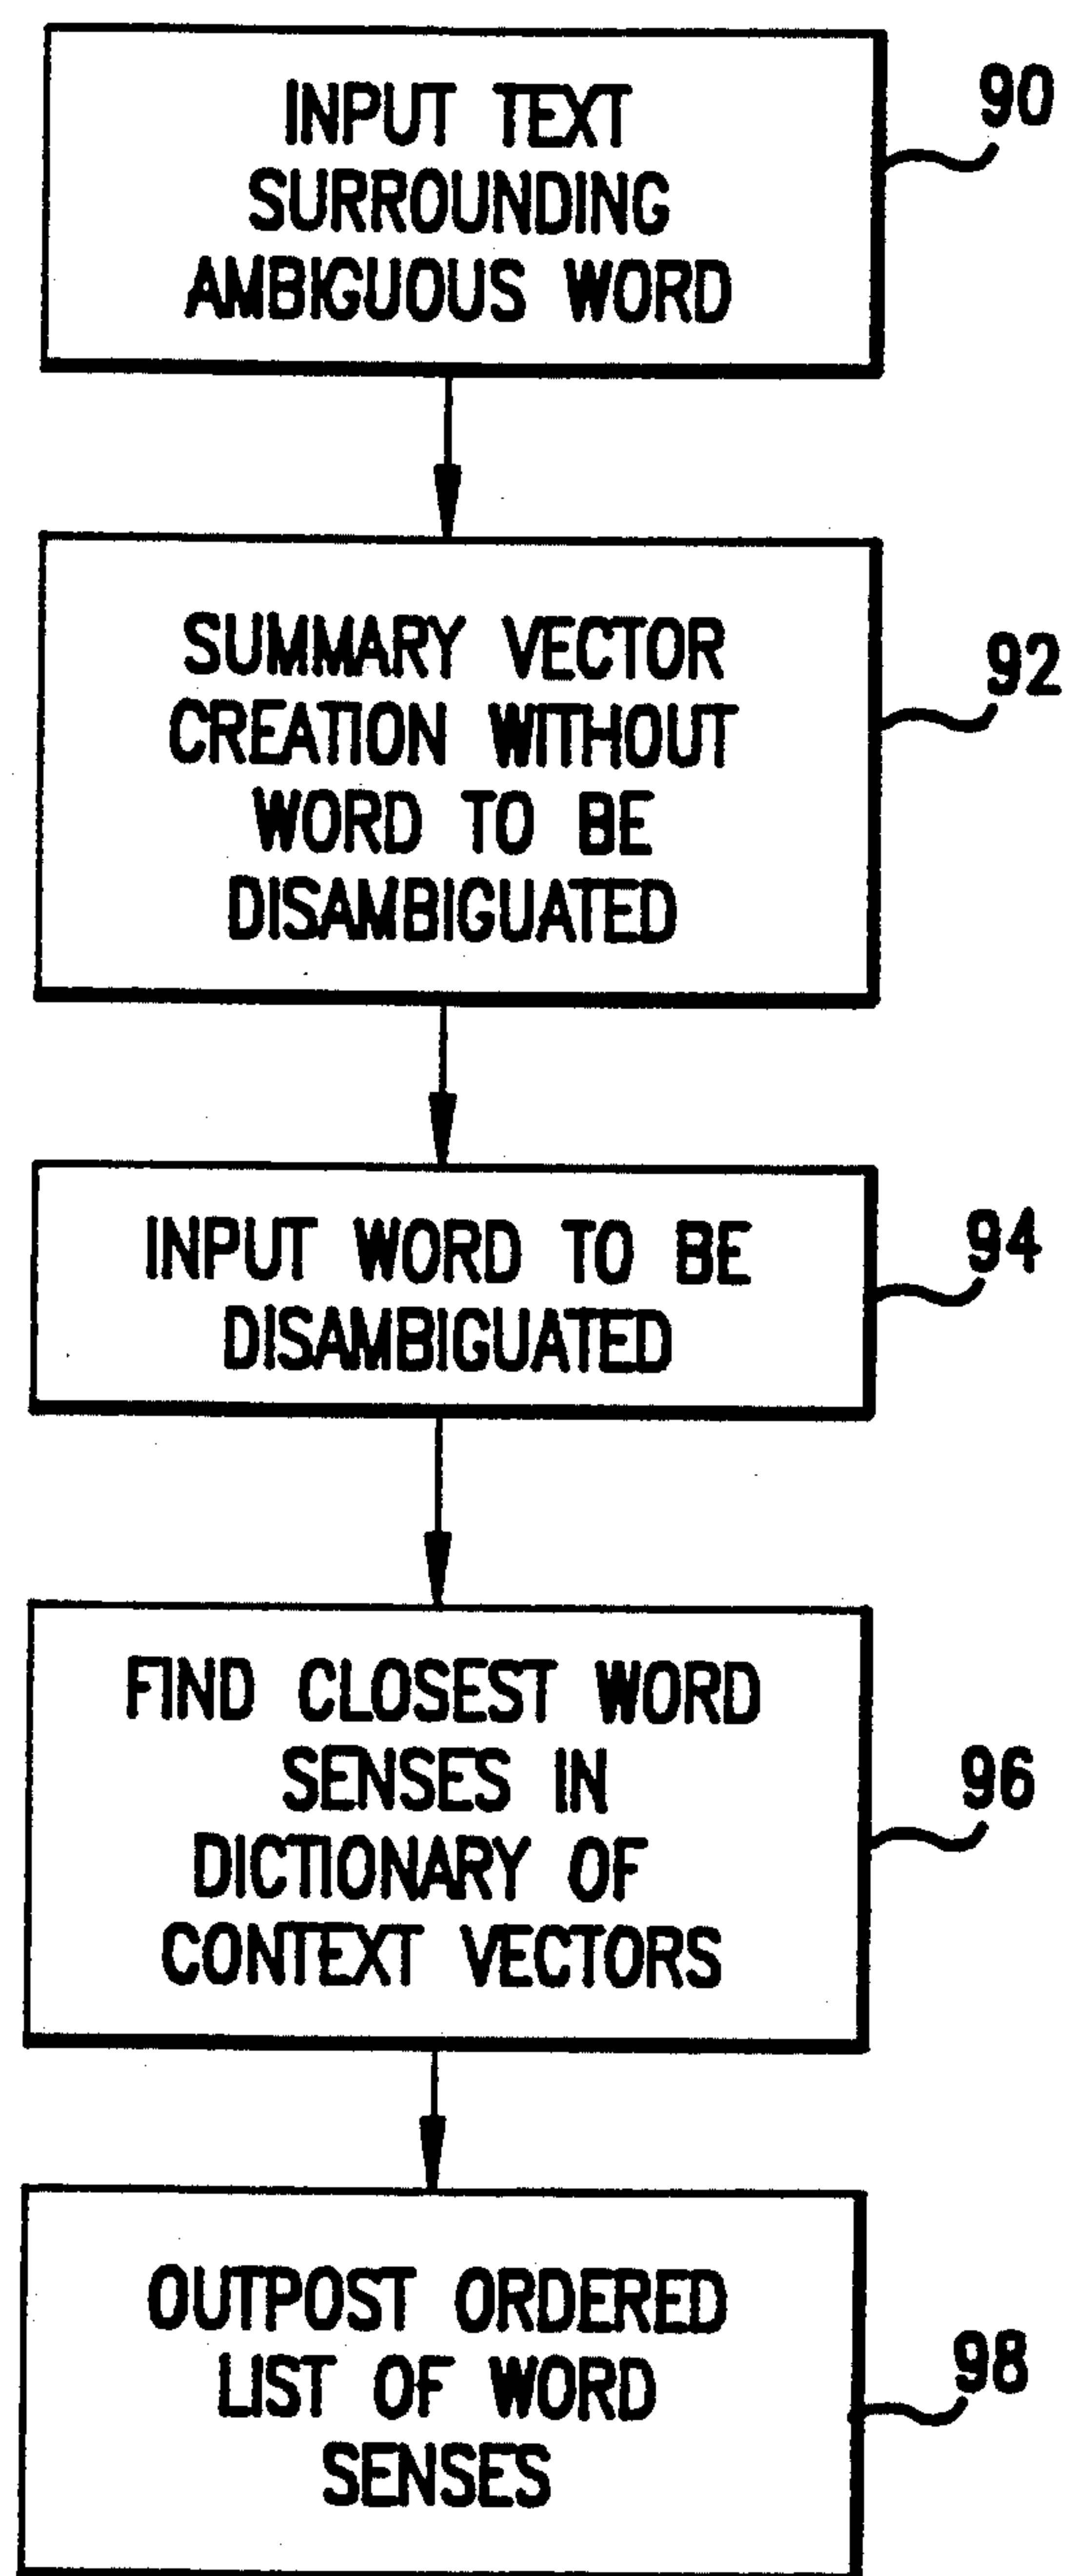 INPUT TEXT
SURROUNDING
AMBIGUOUS WORD
90
SUMMARY VECTOR
CREATION WITHOUT
WORD TO BE
DISAMBIGUATED
92
INPUT WORD TO BE
DISAMBIGUATED
94
FIND CLOSEST WORD
SENSES IN
DICTIONARY OF
CONTEXT VECTORS
96
OUTPOST ORDERED
LIST OF WORD
SENSES
98